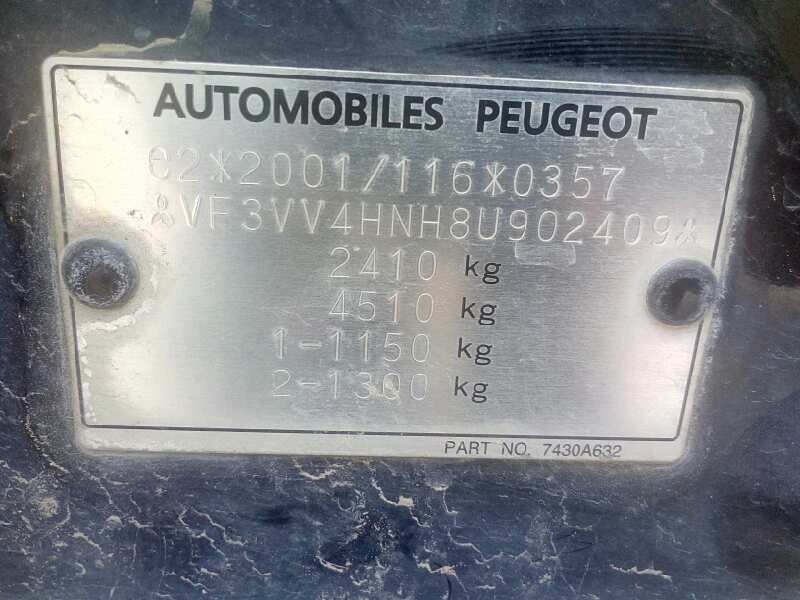 AUTOMOBILES PEUGEOT
e2*2001/116*0357
*VF3VV4HNH8U902409*
2410 kg
4510 kg
1-1150 kg
2-1300 kg
PART NO. 7430A632